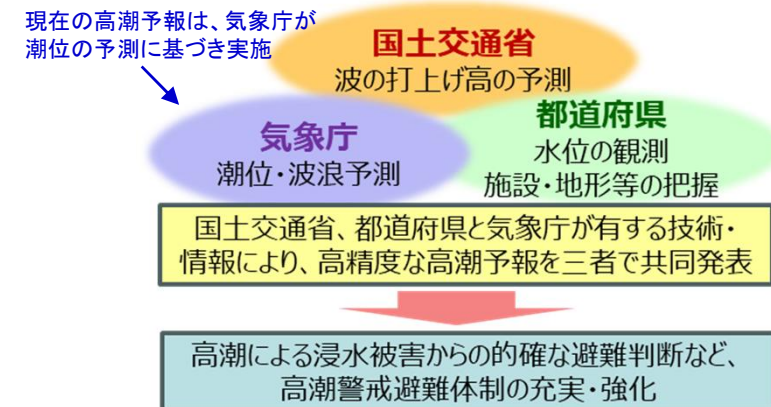 現在の高潮予報は、気象庁が
潮位の予測に基づき実施
国土交通省
波の打上げ高の予測
気象庁
潮位・波浪予測
都道府県
水位の観測
施設・地形等の把握
国土交通省、都道府県と気象庁が有する技術・
情報により、高精度な高潮予報を三者で共同発表
高潮による浸水被害からの的確な避難判断など、
高潮警戒避難体制の充実・強化